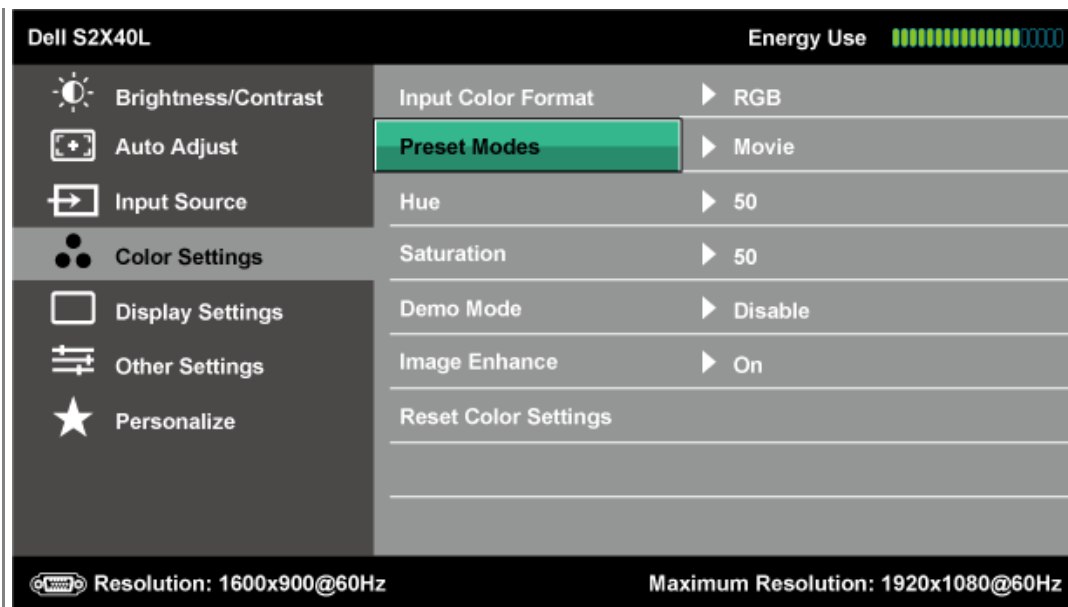 Dell S2X40L Energy Use
Brightness/Contrast Input Color Format RGB
Auto Adjust Preset Modes Movie
Input Source Hue 50
Color Settings Saturation 50
Display Settings Demo Mode Disable
Other Settings Image Enhance On
Personalize Reset Color Settings
Resolution: 1600x900@60Hz Maximum Resolution: 1920x1080@60Hz